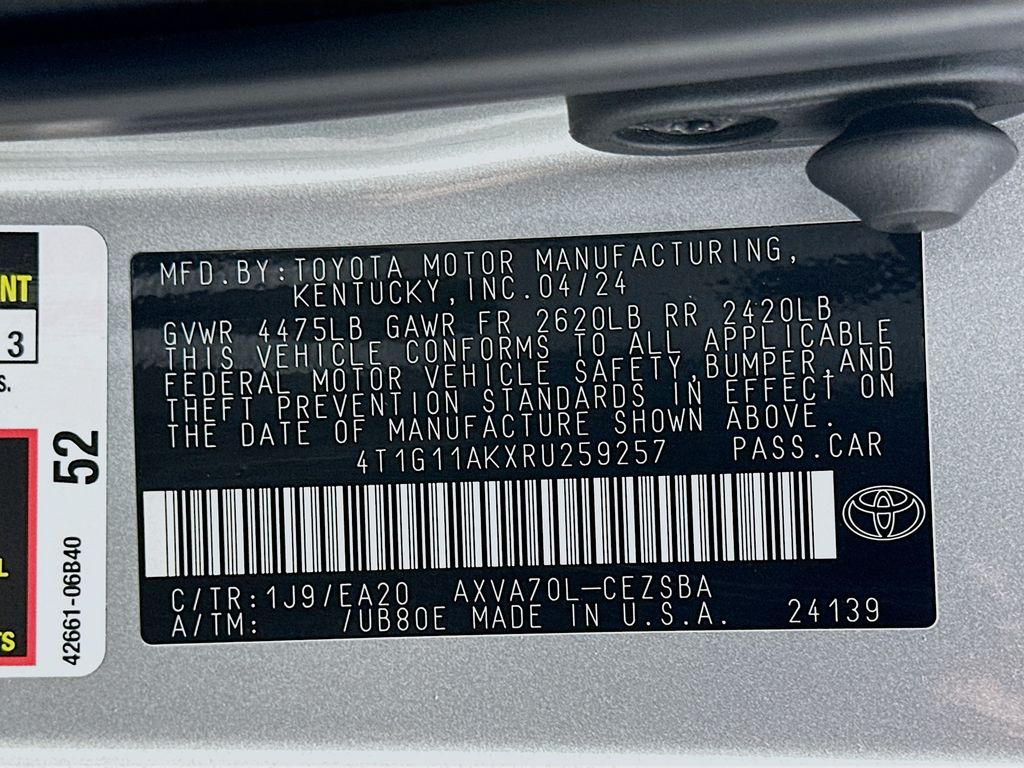 MFD.BY:TOYOTA MOTOR MANUFACTURING,
KENTUCKY,INC.04/24
GVWR 4475LB GAWR FR 2620LB RR 2420LB
THIS VEHICLE CONFORMS TO ALL APPLICABLE
FEDERAL MOTOR VEHICLE SAFETY,BUMPER,AND
THEFT PREVENTION STANDARDS IN EFFECT ON
THE DATE OF MANUFACTURE SHOWN ABOVE.
4T1G11AKXRU259257 PASS.CAR
C/TR:1J9/EA20 AXVA70L-CEZSBA
A/TM: /UB80E MADE IN U.S.A. 24139
NT
3
S.
52
L
TS
42661-06B40